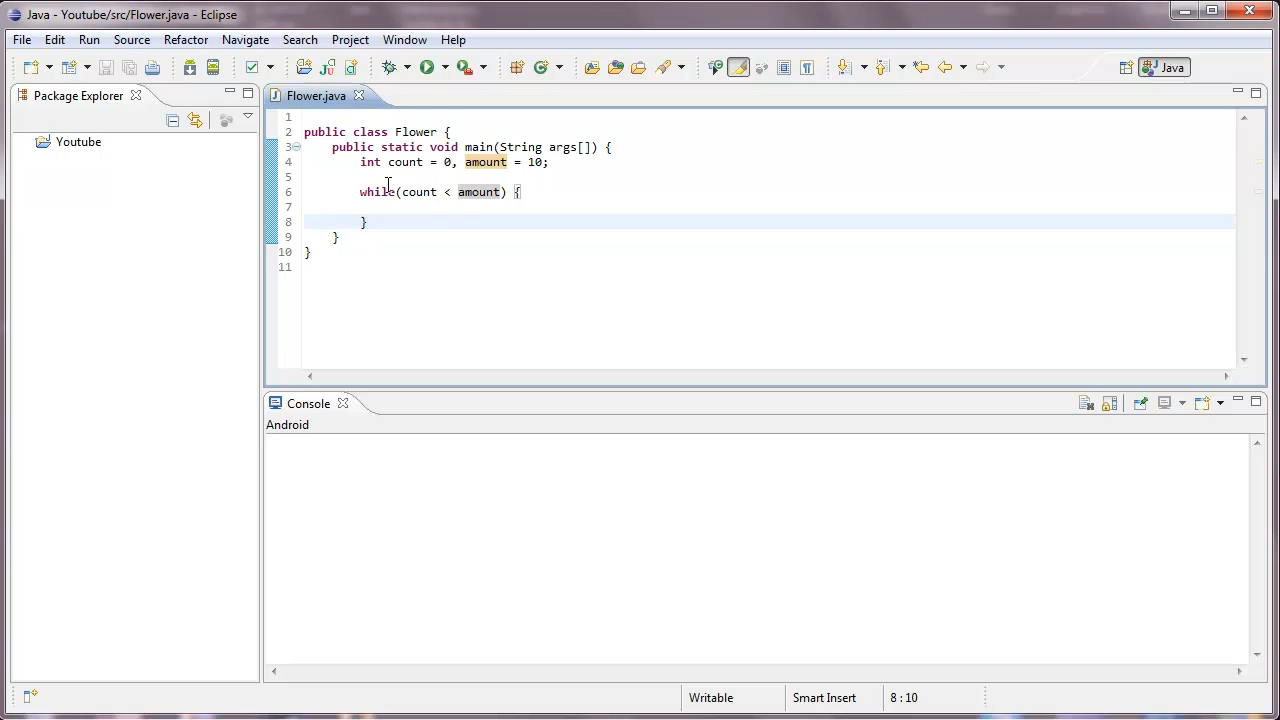 Java - Youtube/src/Flower.java - Eclipse
File Edit Run Source Refactor Navigate Search Project Window Help
Java
Package Explorer
Flower.java
Youtube
1
2 public class Flower {
3 public static void main(String args[]) {
4 int count = 0, amount = 10;
5
6 while(count < amount) {
7
8 }
9 }
10 }
11
Console
Android
Writable Smart Insert 8 : 10